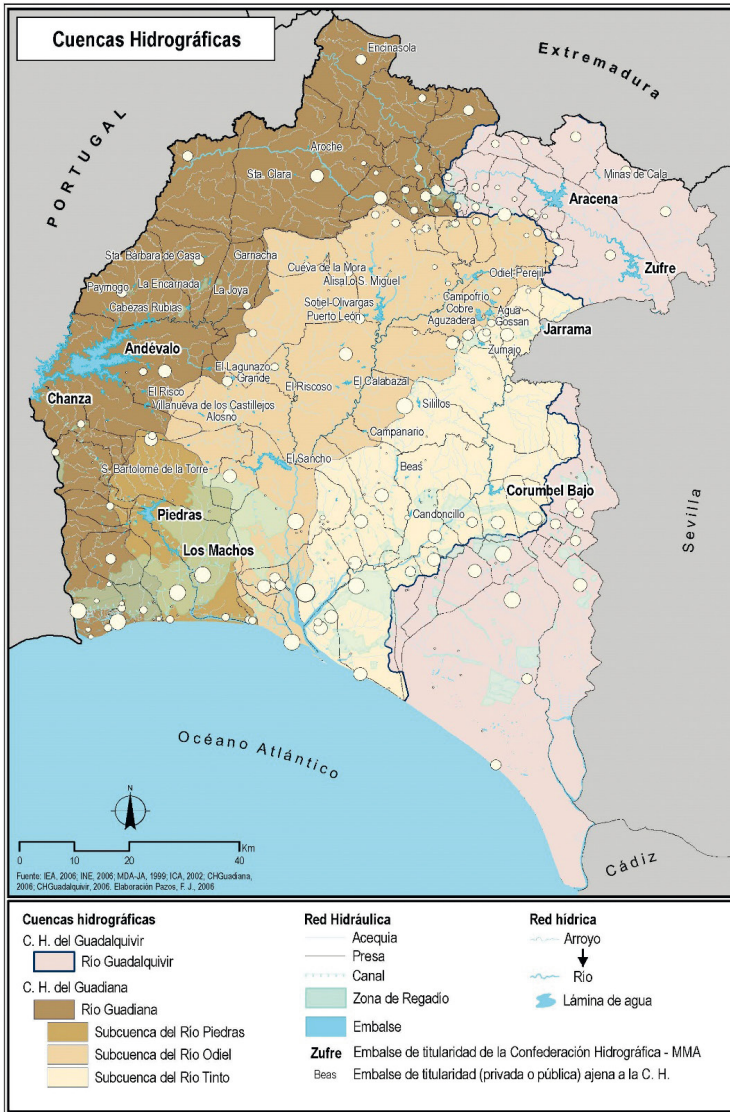 Cuencas Hidrográficas
Extremadura
PORTUGAL
Encinasola
Aroche
Sta. Clara
Minas de Cala
Aracena
Zufre
Sta. Bárbara de Casa
Garnacha
Cueva de la Mora
Odiel-Perejil
Alisal o S. Miguel
Paymogo
La Encarnada
La Joya
Cabezas Rubias
Sotiel-Olivargas
Puerto León
Campofrío
Cobre
Aguzadera
Agua
Gossan
Jarrama
Zumajo
Andévalo
El Lagunazo
Grande
El Riscoso
El Calabazal
Chanza
El Risco
Villanueva de los Castillejos
Alosno
Silillos
Campanario
S. Bartolomé de la Torre
El Sancho
Beas
Corumbel Bajo
Candoncillo
Piedras
Los Machos
Sevilla
Océano Atlántico
Cádiz
N
0 10 20 40 Km
Fuente: IEA, 2006; INE, 2006; MDA-JA, 1999; ICA, 2002; CHGuadiana,
2006; CHGuadalquivir, 2006. Elaboración Pazos, F. J., 2006
Cuencas hidrográficas
C. H. del Guadalquivir
Río Guadalquivir
C. H. del Guadiana
Río Guadiana
Subcuenca del Río Piedras
Subcuenca del Río Odiel
Subcuenca del Río Tinto
Red Hidráulica
Acequia
Presa
Canal
Zona de Regadío
Embalse
Zufre Embalse de titularidad de la Confederación Hidrográfica - MMA
Beas Embalse de titularidad (privada o pública) ajena a la C. H.
Red hídrica
Arroyo
Río
Lámina de agua